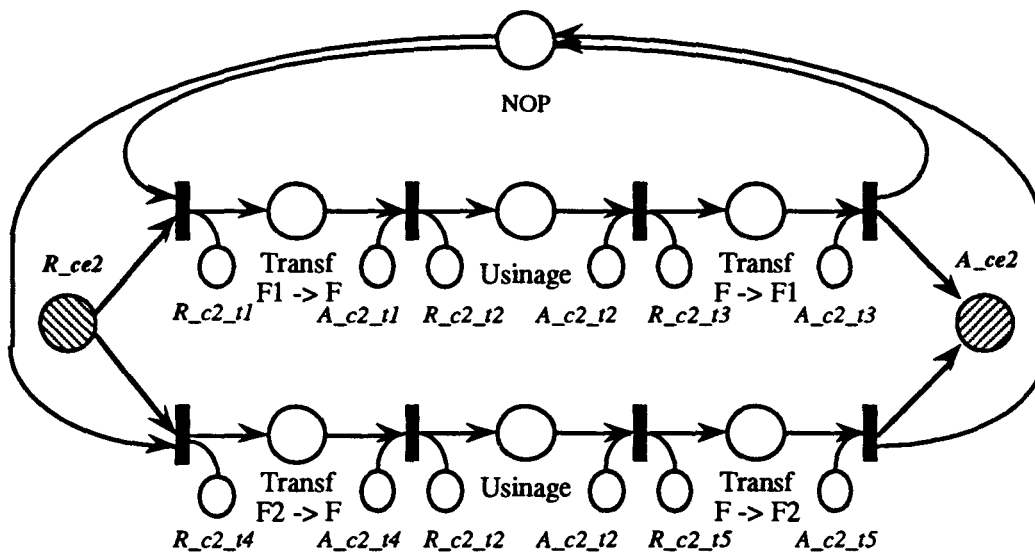 NOP
R_ce2
A_ce2
Transf
F1 -> F
Usinage
Transf
F -> F1
R_c2_t1
A_c2_t1
R_c2_t2
A_c2_t2
R_c2_t3
A_c2_t3
Transf
F2 -> F
Usinage
Transf
F -> F2
R_c2_t4
A_c2_t4
R_c2_t2
A_c2_t2
R_c2_t5
A_c2_t5